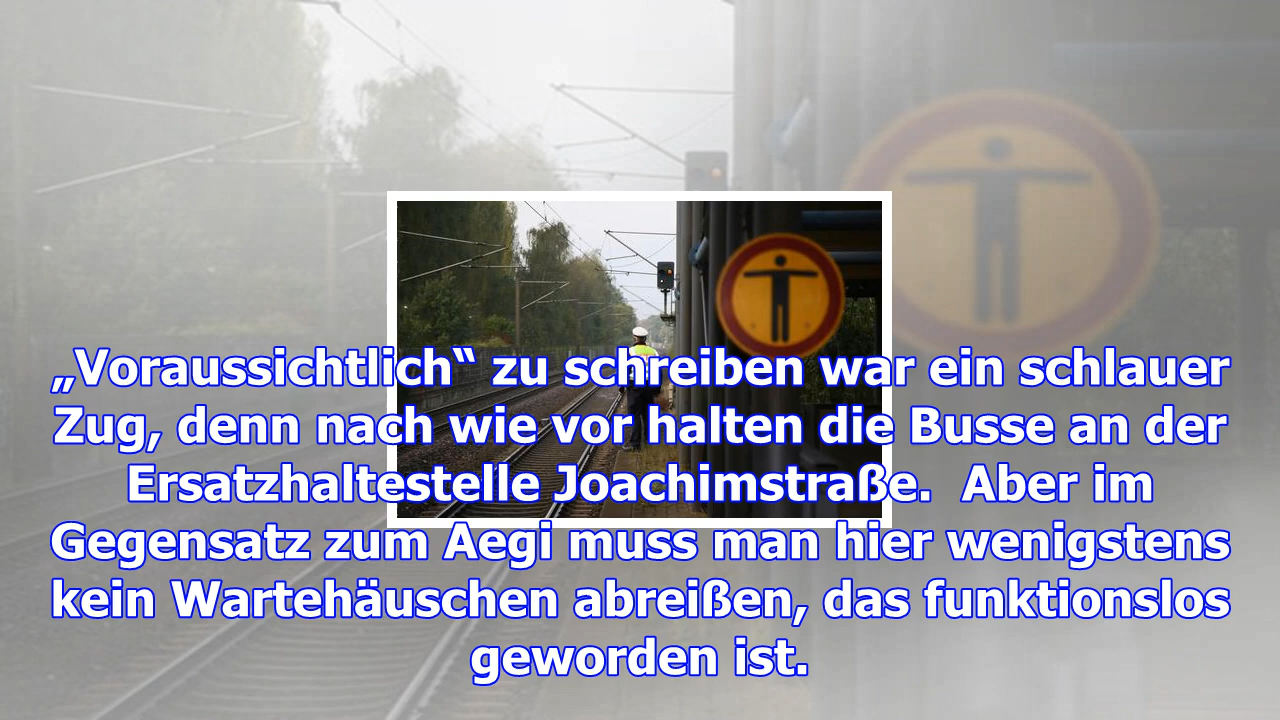 „Voraussichtlich“ zu schreiben war ein schlauer
Zug, denn nach wie vor halten die Busse an der
Ersatzhaltestelle Joachimstraße.  Aber im
Gegensatz zum Aegi muss man hier wenigstens
kein Wartehäuschen abreißen, das funktionslos
geworden ist.